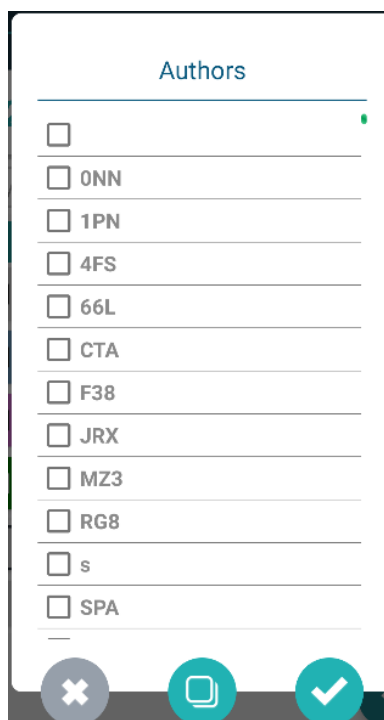 Authors
0NN
1PN
4FS
66L
CTA
F38
JRX
MZ3
RG8
s
SPA